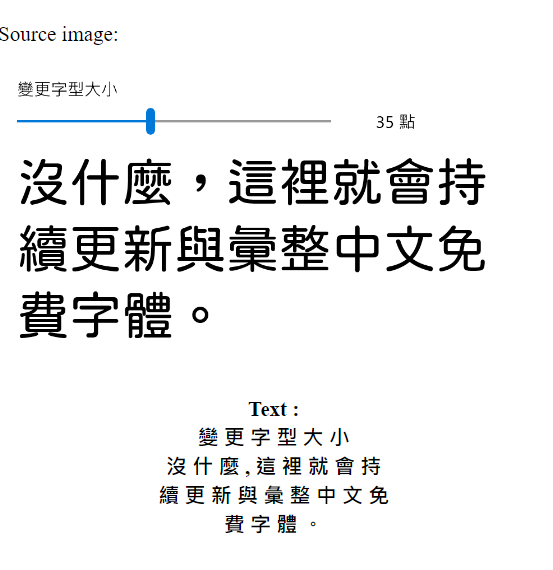 Source image:
變更字型大小
35 點
沒什麼，這裡就會持
續更新與彙整中文免
費字體。
Text :
變更字型大小
沒什麼,這裡就會持
續更新與彙整中文免
費字體。